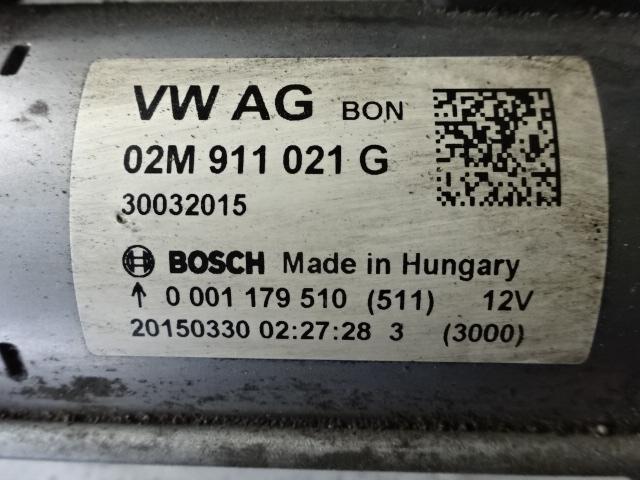 VW AG BON
02M 911 021 G
30032015
BOSCH Made in Hungary
↑ 0 001 179 510 (511) 12V
20150330 02:27:28 3 (3000)